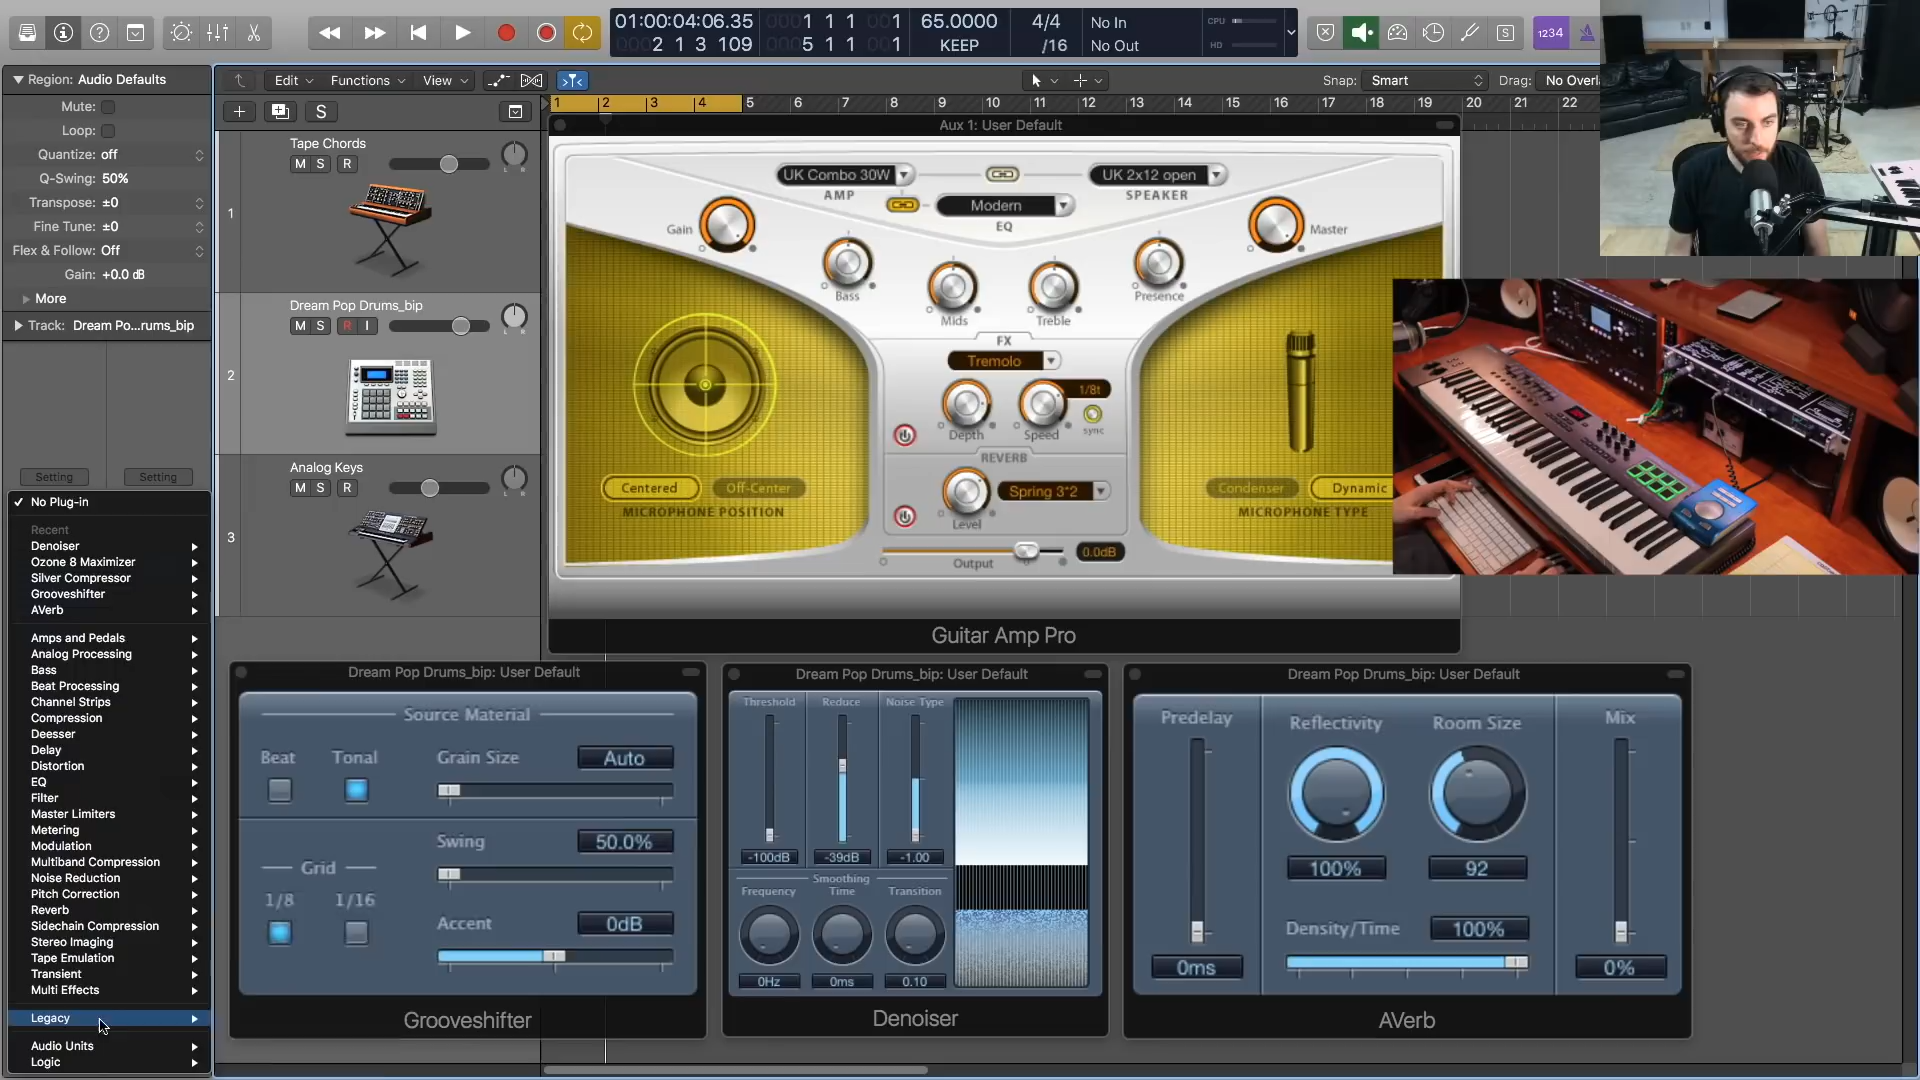 01:00:04:06.35
0002 1 3 109
0001 1 1 001
0005 1 1 001
65.0000
KEEP
4/4
/16
No In
No Out
CPU
HD
S
1234
Region: Audio Defaults
Mute:
Loop:
Quantize: off
Q-Swing: 50%
Transpose: ±0
Fine Tune: ±0
Flex & Follow: Off
Gain: +0.0 dB
More
Track: Dream Po...rums_bip
Setting
Setting
No Plug-in
Recent
Denoiser
Ozone 8 Maximizer
Silver Compressor
Grooveshifter
AVerb
Amps and Pedals
Analog Processing
Bass
Beat Processing
Channel Strips
Compression
Deesser
Delay
Distortion
EQ
Filter
Master Limiters
Metering
Modulation
Multiband Compression
Noise Reduction
Pitch Correction
Reverb
Sidechain Compression
Stereo Imaging
Tape Emulation
Transient
Multi Effects
Legacy
Audio Units
Logic
Edit
Functions
View
Snap: Smart
Drag: No Overl
S
1 2 3 4 5 6 7 8 9 10 11 12 13 14 15 16 17 18 19 20 21 22
1
Tape Chords
M S R
L R
2
Dream Pop Drums_bip
M S R I
L R
3
Analog Keys
M S R
L R
Aux 1: User Default
UK Combo 30W
AMP
UK 2x12 open
SPEAKER
Modern
EQ
Gain
Master
Bass
Mids
Treble
Presence
FX
Tremolo
1/8t
Depth
Speed
sync
REVERB
Level
Spring 3*2
Centered
Off-Center
MICROPHONE POSITION
Condenser
Dynamic
MICROPHONE TYPE
Output
0.0dB
Guitar Amp Pro
Dream Pop Drums_bip: User Default
Source Material
Beat
Tonal
Grain Size
Auto
Swing
50.0%
Grid
1/8
1/16
Accent
0dB
Grooveshifter
Dream Pop Drums_bip: User Default
Threshold
Reduce
Noise Type
-100dB
-39dB
-1.00
Smoothing
Frequency
Time
Transition
0Hz
0ms
0.10
Denoiser
Dream Pop Drums_bip: User Default
Predelay
Reflectivity
Room Size
Mix
100%
92
Density/Time
100%
0ms
0%
AVerb